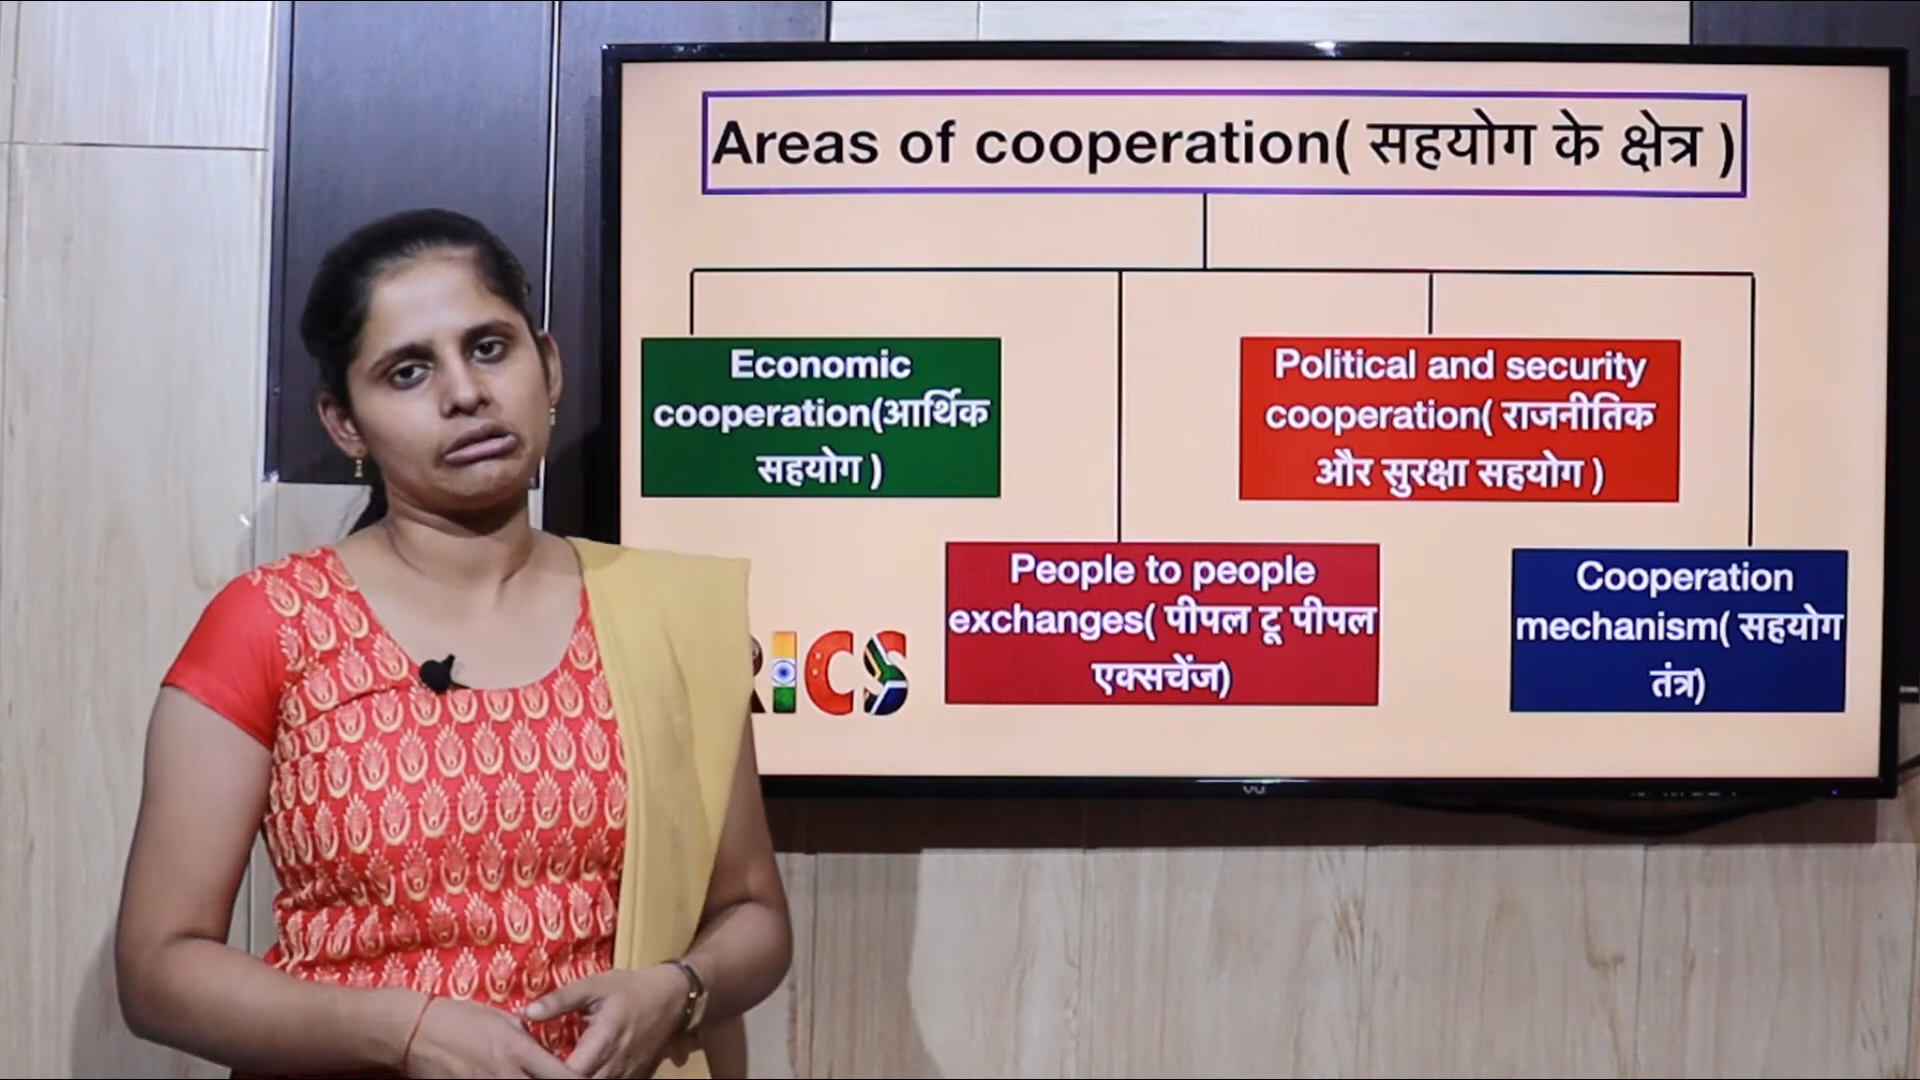 Areas of cooperation( सहयोग के क्षेत्र )
Economic
cooperation(आर्थिक
सहयोग )
Political and security
cooperation( राजनीतिक
और सुरक्षा सहयोग )
People to people
exchanges( पीपल टू पीपल
एक्सचेंज)
Cooperation
mechanism( सहयोग
तंत्र)
RICS
VU